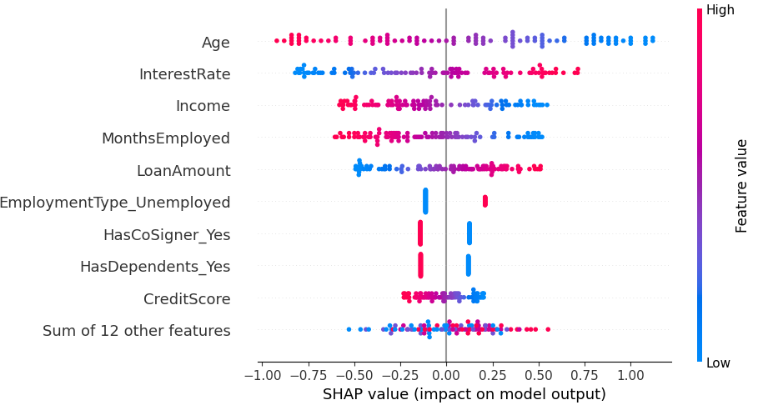 High
Age
InterestRate
Income
MonthsEmployed
LoanAmount
EmploymentType_Unemployed
HasCoSigner_Yes
HasDependents_Yes
CreditScore
Sum of 12 other features
Feature value
Low
−1.00 −0.75 −0.50 −0.25 0.00 0.25 0.50 0.75 1.00
SHAP value (impact on model output)